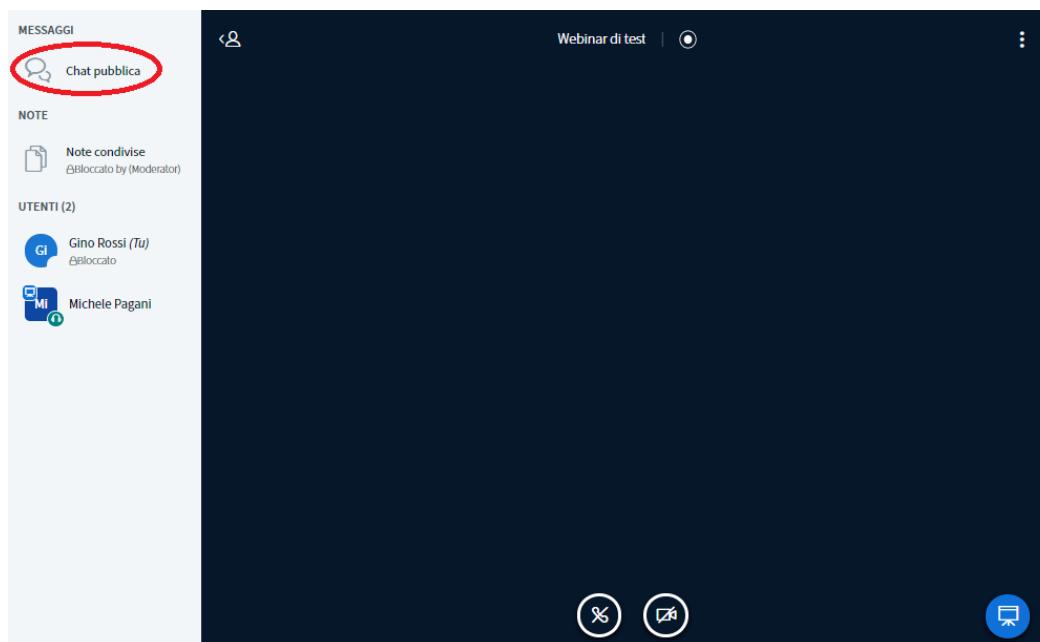 MESSAGGI
Chat pubblica
NOTE
Note condivise
Bloccato by (Moderator)
UTENTI (2)
GI
Gino Rossi (Tu)
Bloccato
Mi
Michele Pagani
Webinar di test